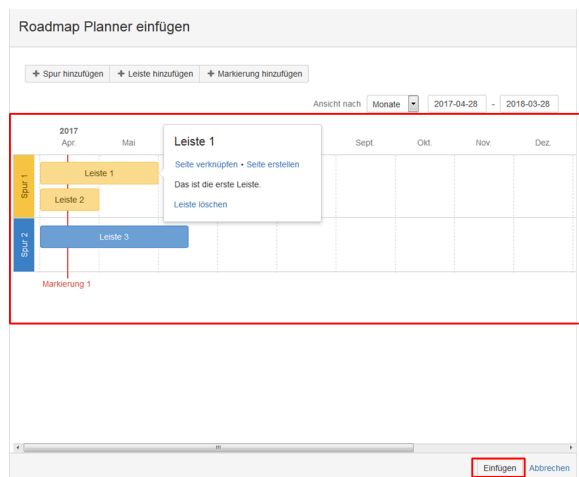 Roadmap Planner einfügen
+ Spur hinzufügen + Leiste hinzufügen + Markierung hinzufügen
Ansicht nach Monate 2017-04-28 - 2018-03-28
2017
Apr. Mai Sept. Okt. Nov. Dez.
Leiste 1
Seite verknüpfen • Seite erstellen
Das ist die erste Leiste.
Leiste löschen
Spur 1
Leiste 1
Leiste 2
Spur 2
Leiste 3
Markierung 1
Einfügen Abbrechen